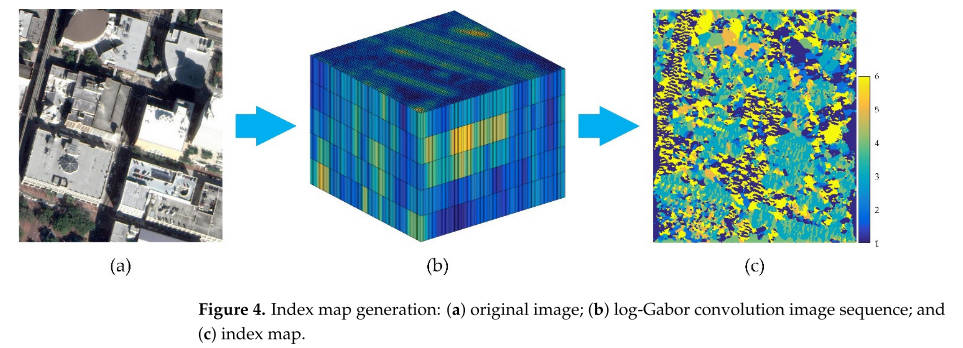 6
5
4
3
2
1
(a)
(b)
(c)
Figure 4. Index map generation: (a) original image; (b) log-Gabor convolution image sequence; and
(c) index map.